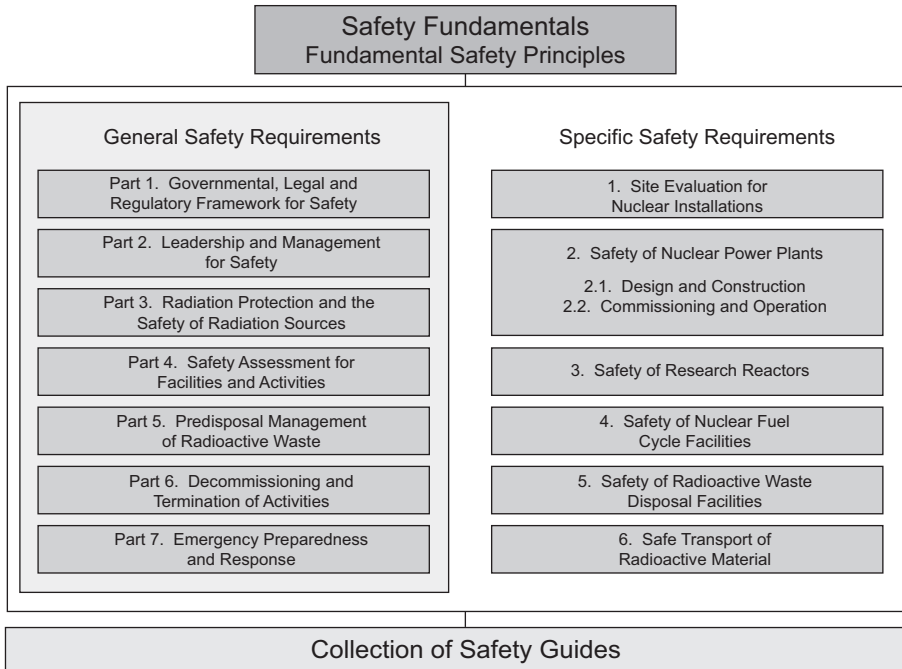 Safety Fundamentals
Fundamental Safety Principles
General Safety Requirements
Part 1. Governmental, Legal and
Regulatory Framework for Safety
Part 2. Leadership and Management
for Safety
Part 3. Radiation Protection and the
Safety of Radiation Sources
Part 4. Safety Assessment for
Facilities and Activities
Part 5. Predisposal Management
of Radioactive Waste
Part 6. Decommissioning and
Termination of Activities
Part 7. Emergency Preparedness
and Response
Specific Safety Requirements
1. Site Evaluation for
Nuclear Installations
2. Safety of Nuclear Power Plants
2.1. Design and Construction
2.2. Commissioning and Operation
3. Safety of Research Reactors
4. Safety of Nuclear Fuel
Cycle Facilities
5. Safety of Radioactive Waste
Disposal Facilities
6. Safe Transport of
Radioactive Material
Collection of Safety Guides